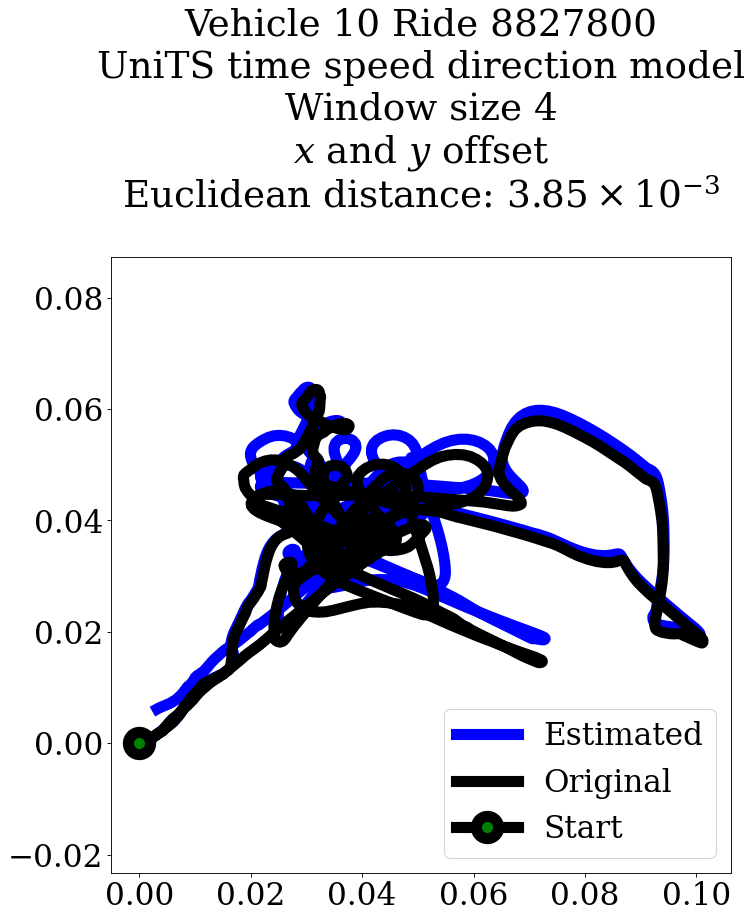 Vehicle 10 Ride 8827800
UniTS time speed direction model
Window size 4
x and y offset
Euclidean distance: 3.85 × 10⁻³
0.08
0.06
0.04
0.02
0.00
−0.02
0.00 0.02 0.04 0.06 0.08 0.10
Estimated
Original
Start